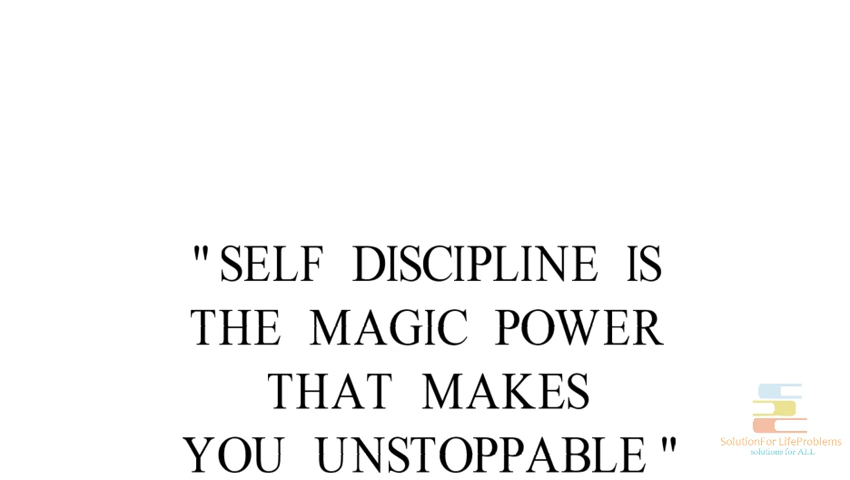 " SELF DISCIPLINE IS
THE MAGIC POWER
THAT MAKES
YOU UNSTOPPABLE "
SolutionFor LifeProblems
solutions for ALL